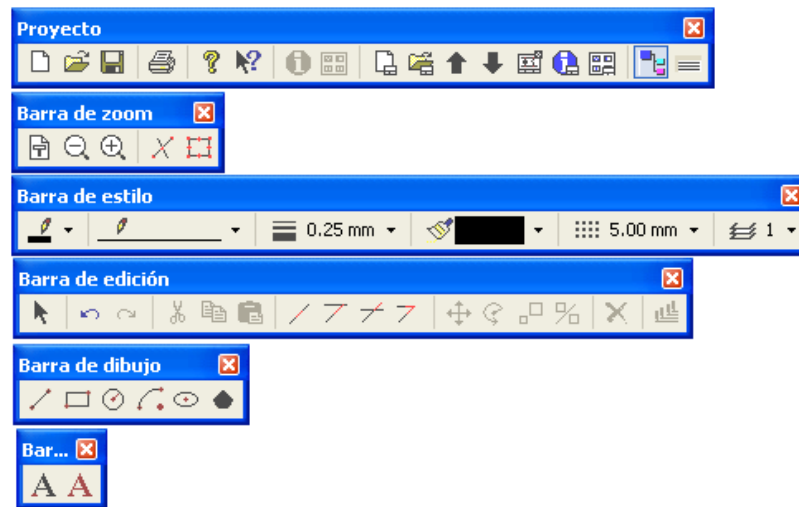 Proyecto
Barra de zoom
Barra de estilo
0.25 mm
5.00 mm
1
Barra de edición
Barra de dibujo
Bar...
A A